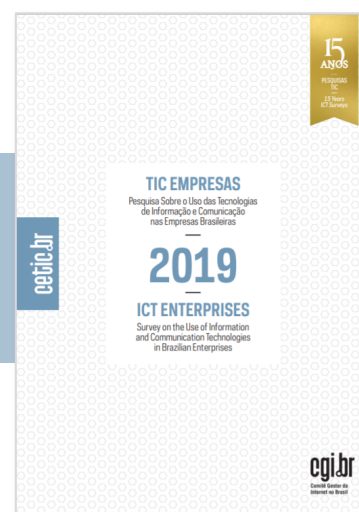 15
ANOS
PESQUISAS
TIC
15 Years
ICT Surveys
TIC EMPRESAS
Pesquisa Sobre o Uso das Tecnologias
de Informação e Comunicação
nas Empresas Brasileiras
2019
ICT ENTERPRISES
Survey on the Use of Information
and Communication Technologies
in Brazilian Enterprises
cetic.br
cgi.br
Comitê Gestor da
Internet no Brasil